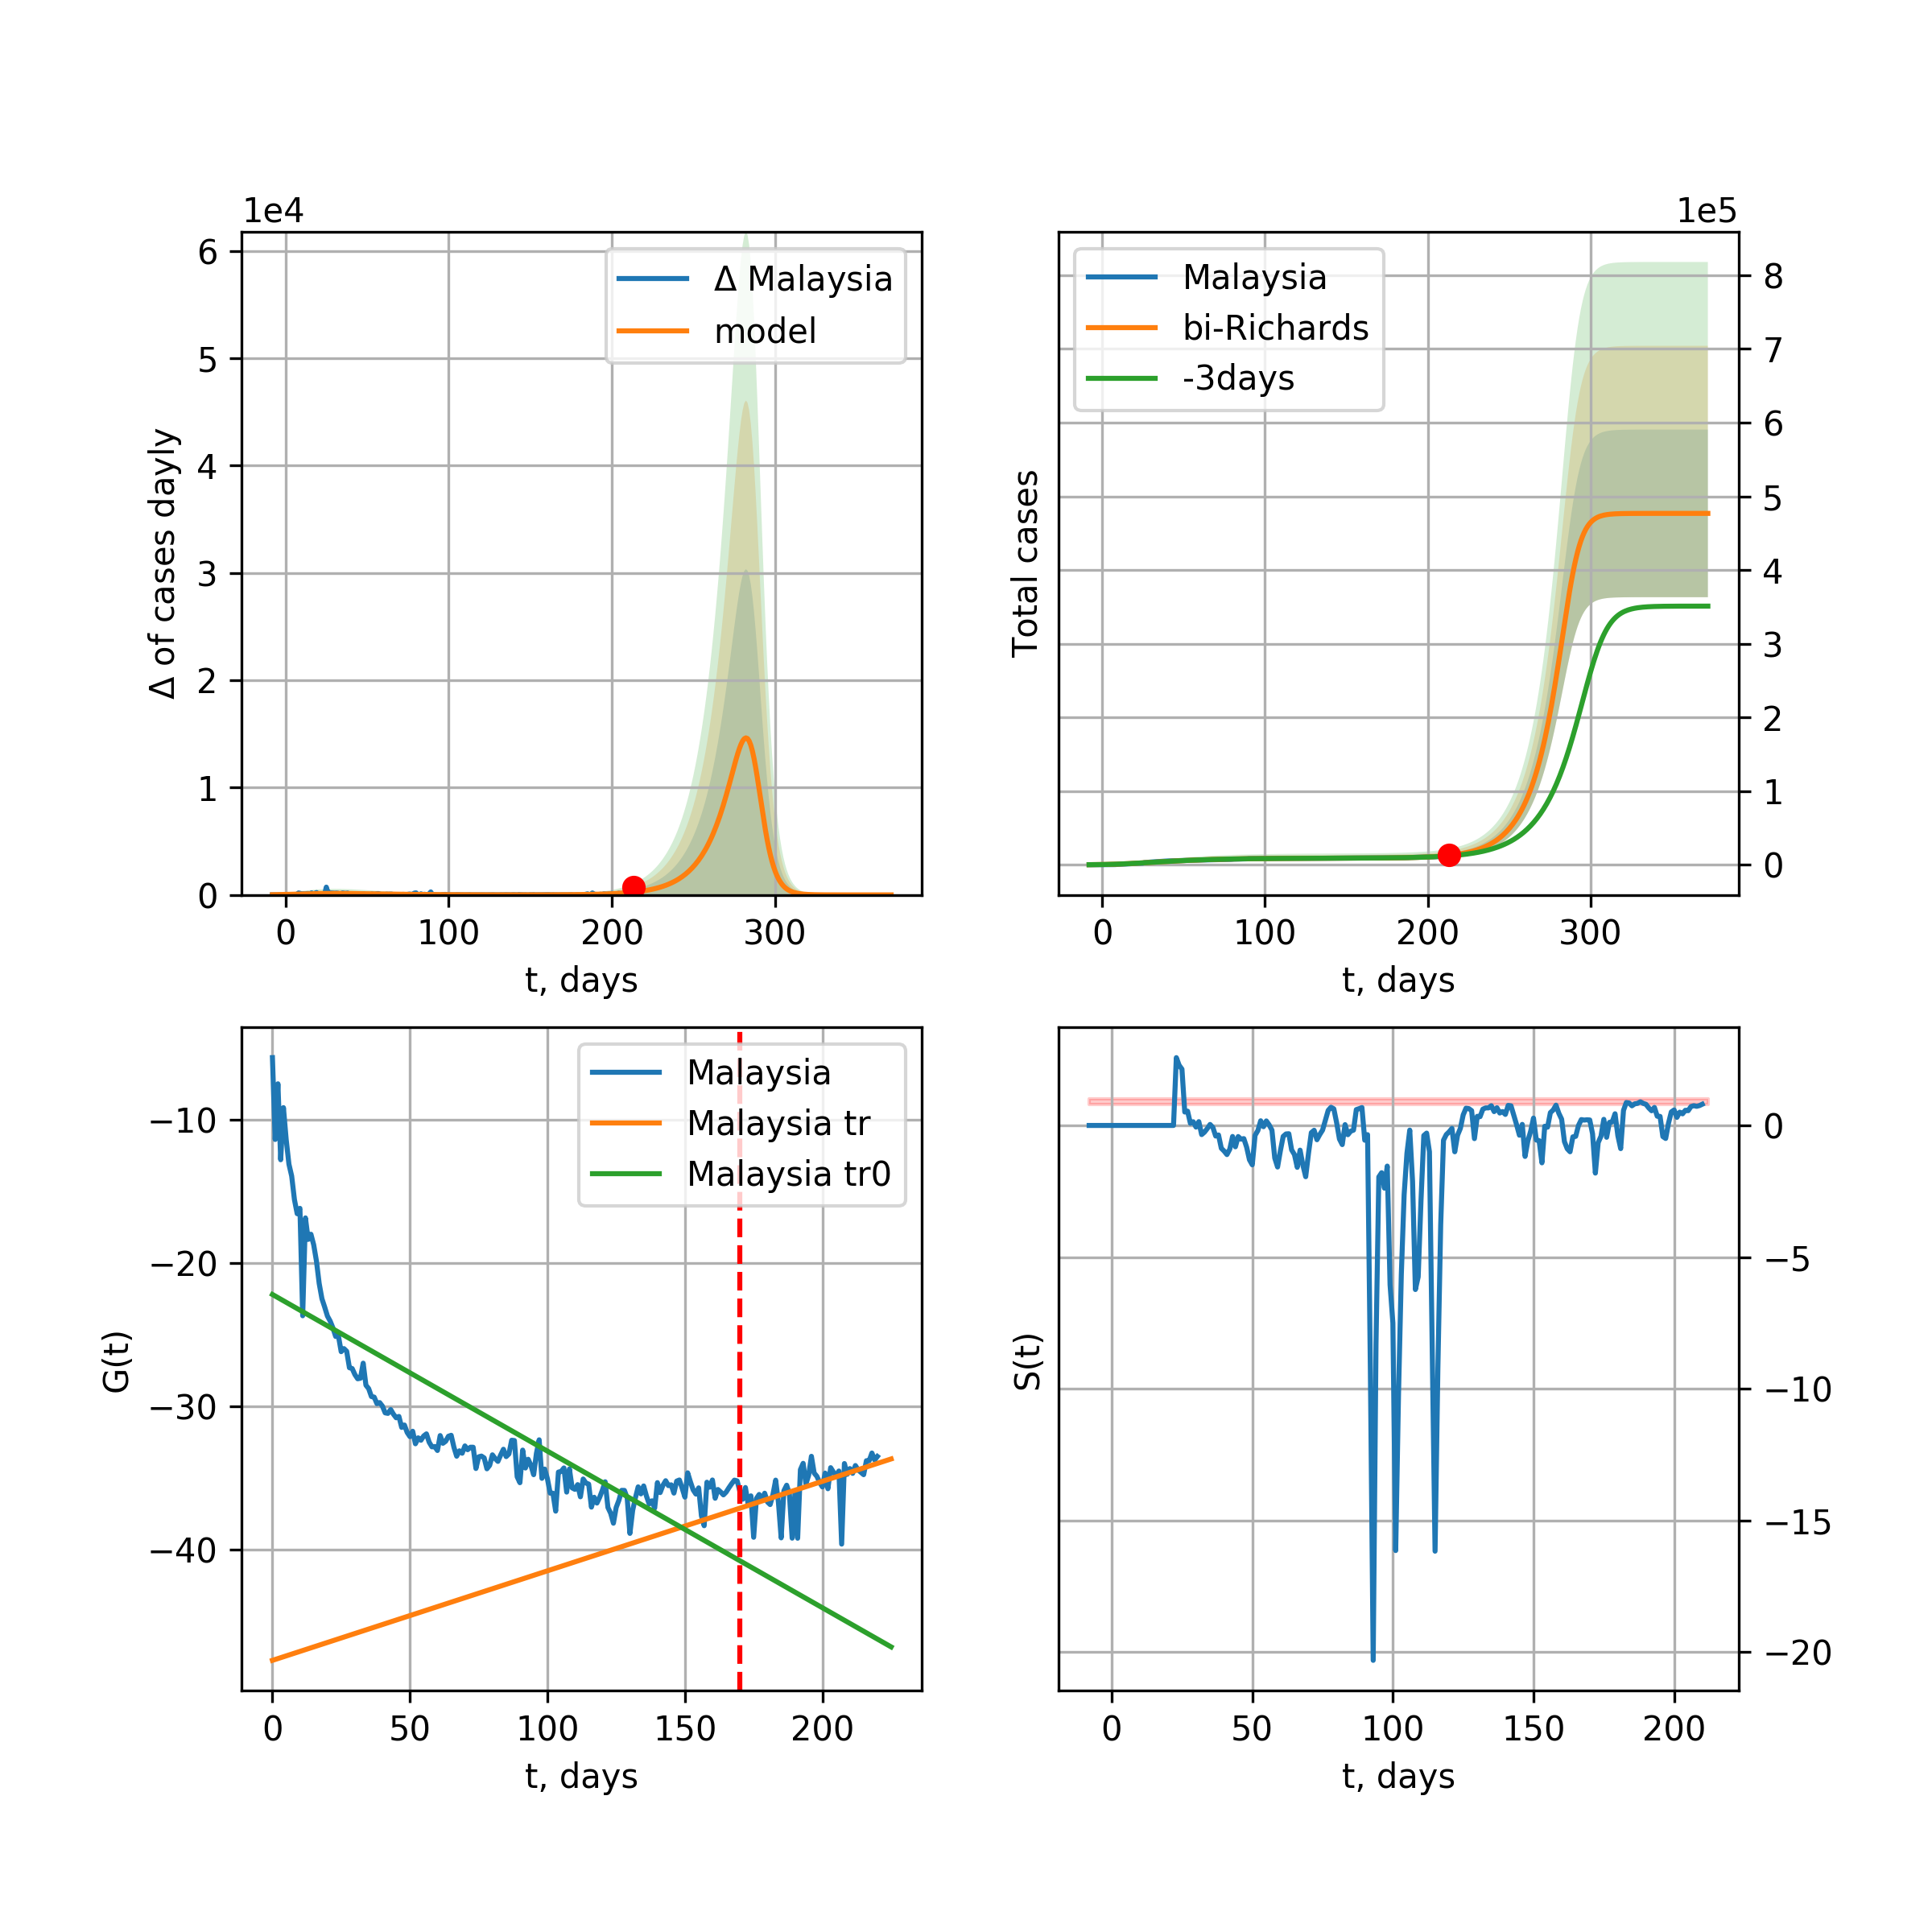 1e4
6
5
4
3
2
1
0
Δ of cases dayly
Δ Malaysia
model
0
100
200
300
t, days
1e5
Malaysia
bi-Richards
-3days
Total cases
8
7
6
5
4
3
2
1
0
0
100
200
300
t, days
−10
−20
−30
−40
G(t)
Malaysia
Malaysia tr
Malaysia tr0
0
50
100
150
200
t, days
S(t)
0
−5
−10
−15
−20
0
50
100
150
200
t, days